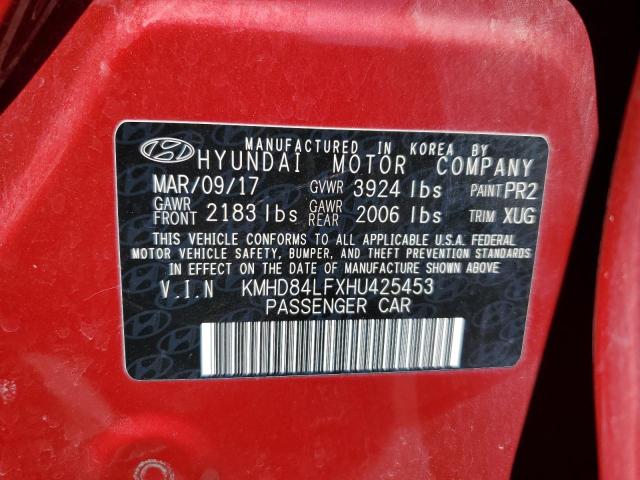 MANUFACTURED IN KOREA BY
HYUNDAI MOTOR COMPANY
MAR/09/17 GVWR 3924 lbs PAINT PR2
GAWR FRONT 2183 lbs GAWR REAR 2006 lbs TRIM XUG
THIS VEHICLE CONFORMS TO ALL APPLICABLE U.S.A. FEDERAL
MOTOR VEHICLE SAFETY, BUMPER, AND THEFT PREVENTION STANDARDS
IN EFFECT ON THE DATE OF MANUFACTURE SHOWN ABOVE.
V.I.N KMHD84LFXHU425453
PASSENGER CAR